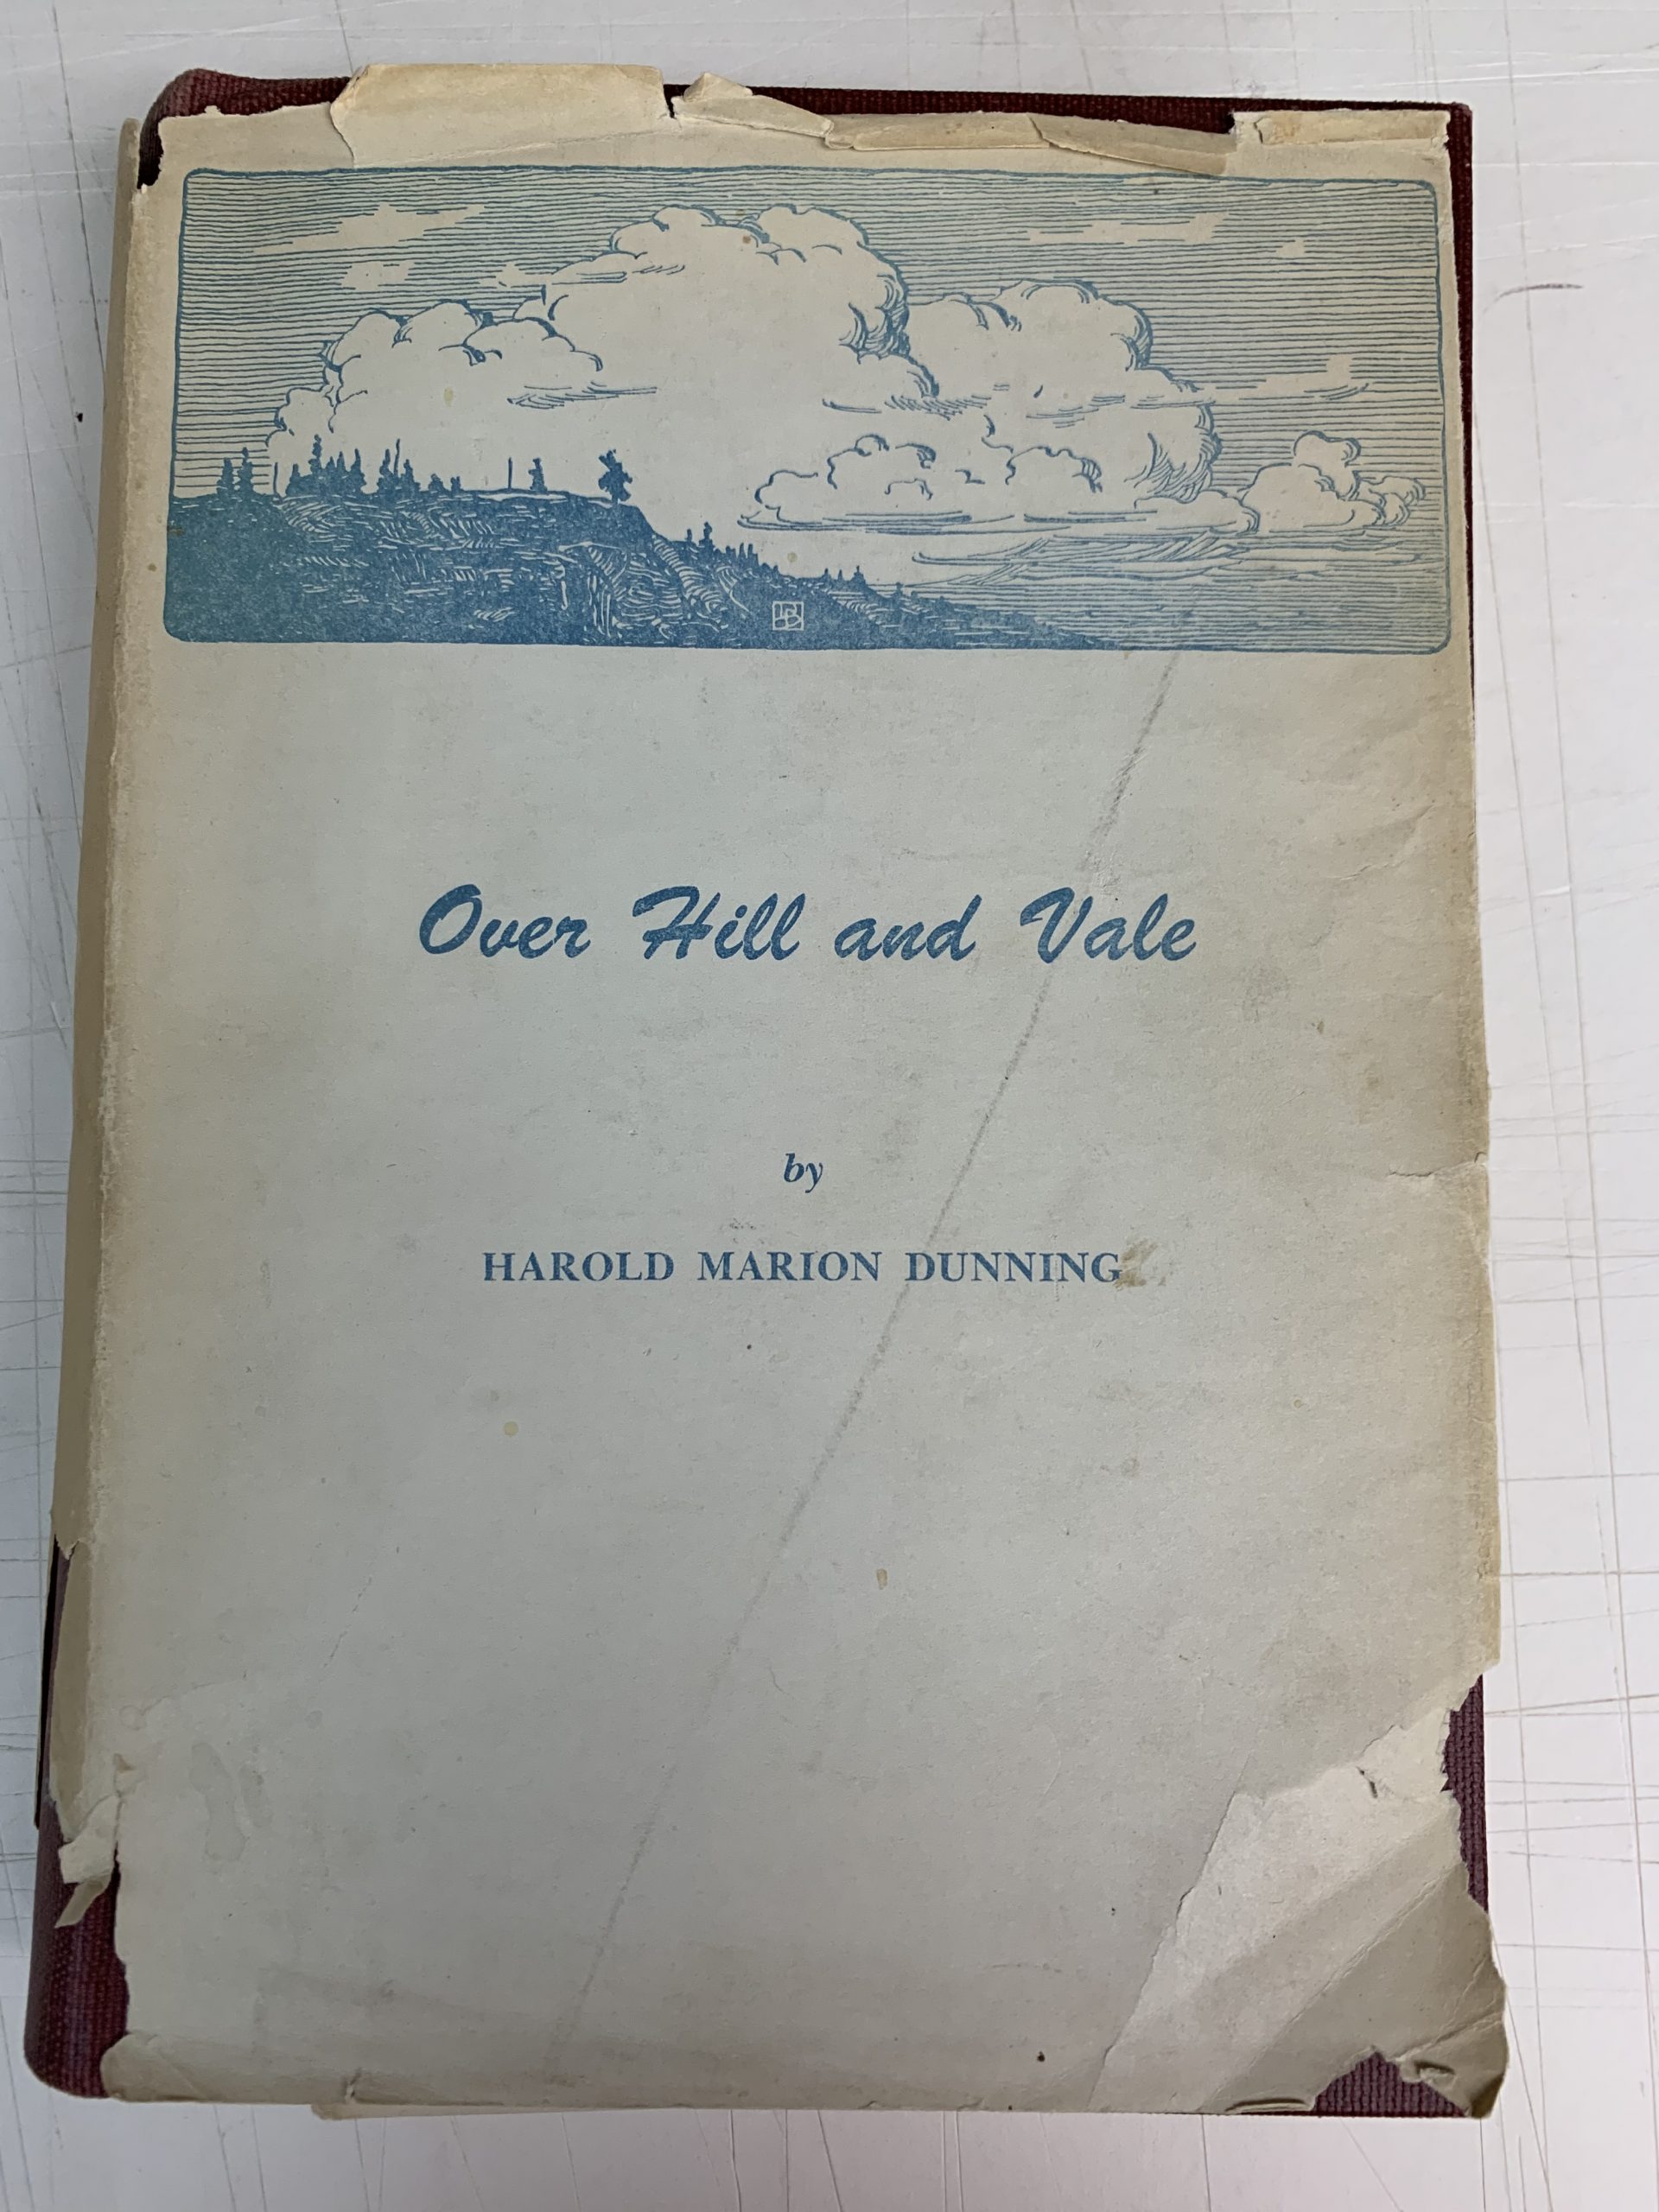 Over Hill and Vale
by
HAROLD MARION DUNNING